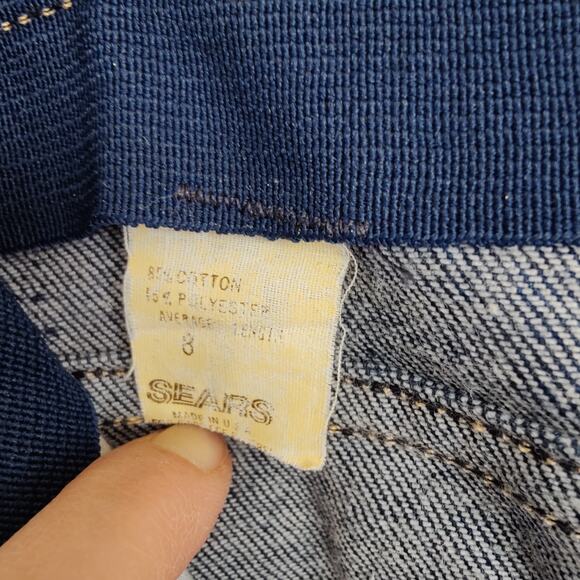 85% COTTON
15% POLYESTER
AVERAGE LENGTH
8
SEARS
MADE IN U.S.A.